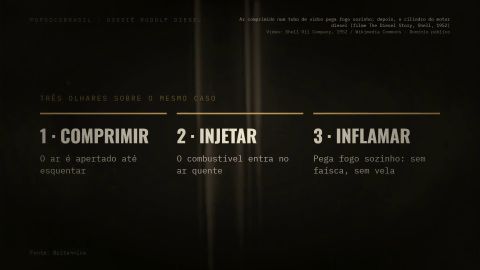 POPSCIBRASIL · DOSSIÊ RUDOLF DIESEL
Ar comprimido num tubo de vidro pega fogo sozinho; depois, o cilindro do motor
diesel (filme The Diesel Story, Shell, 1952)
Vídeo: Shell Oil Company, 1952 / Wikimedia Commons · Domínio público
TRÊS OLHARES SOBRE O MESMO CASO
1 · COMPRIMIR
O ar é apertado até
esquentar
2 · INJETAR
O combustível entra no
ar quente
3 · INFLAMAR
Pega fogo sozinho: sem
faísca, sem vela
Fonte: Britannica